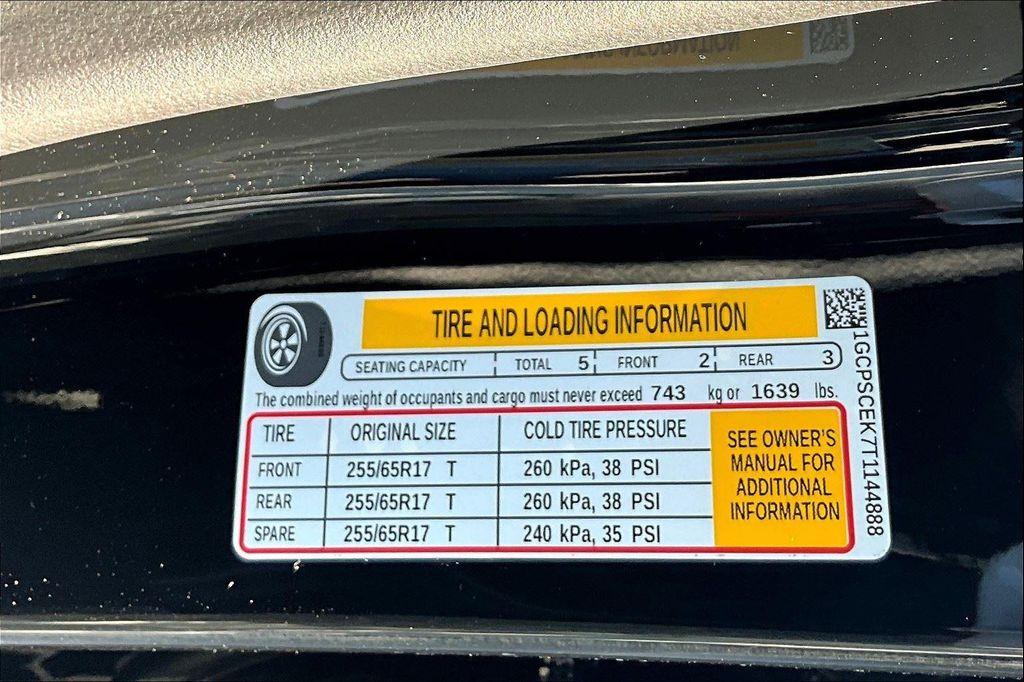 TIRE AND LOADING INFORMATION
SEATING CAPACITY TOTAL 5 FRONT 2 REAR 3
The combined weight of occupants and cargo must never exceed 743 kg or 1639 lbs.
TIRE ORIGINAL SIZE COLD TIRE PRESSURE
FRONT 255/65R17 T 260 kPa, 38 PSI
REAR 255/65R17 T 260 kPa, 38 PSI
SPARE 255/65R17 T 240 kPa, 35 PSI
SEE OWNER'S
MANUAL FOR
ADDITIONAL
INFORMATION
1GCPSCEK7T1144888